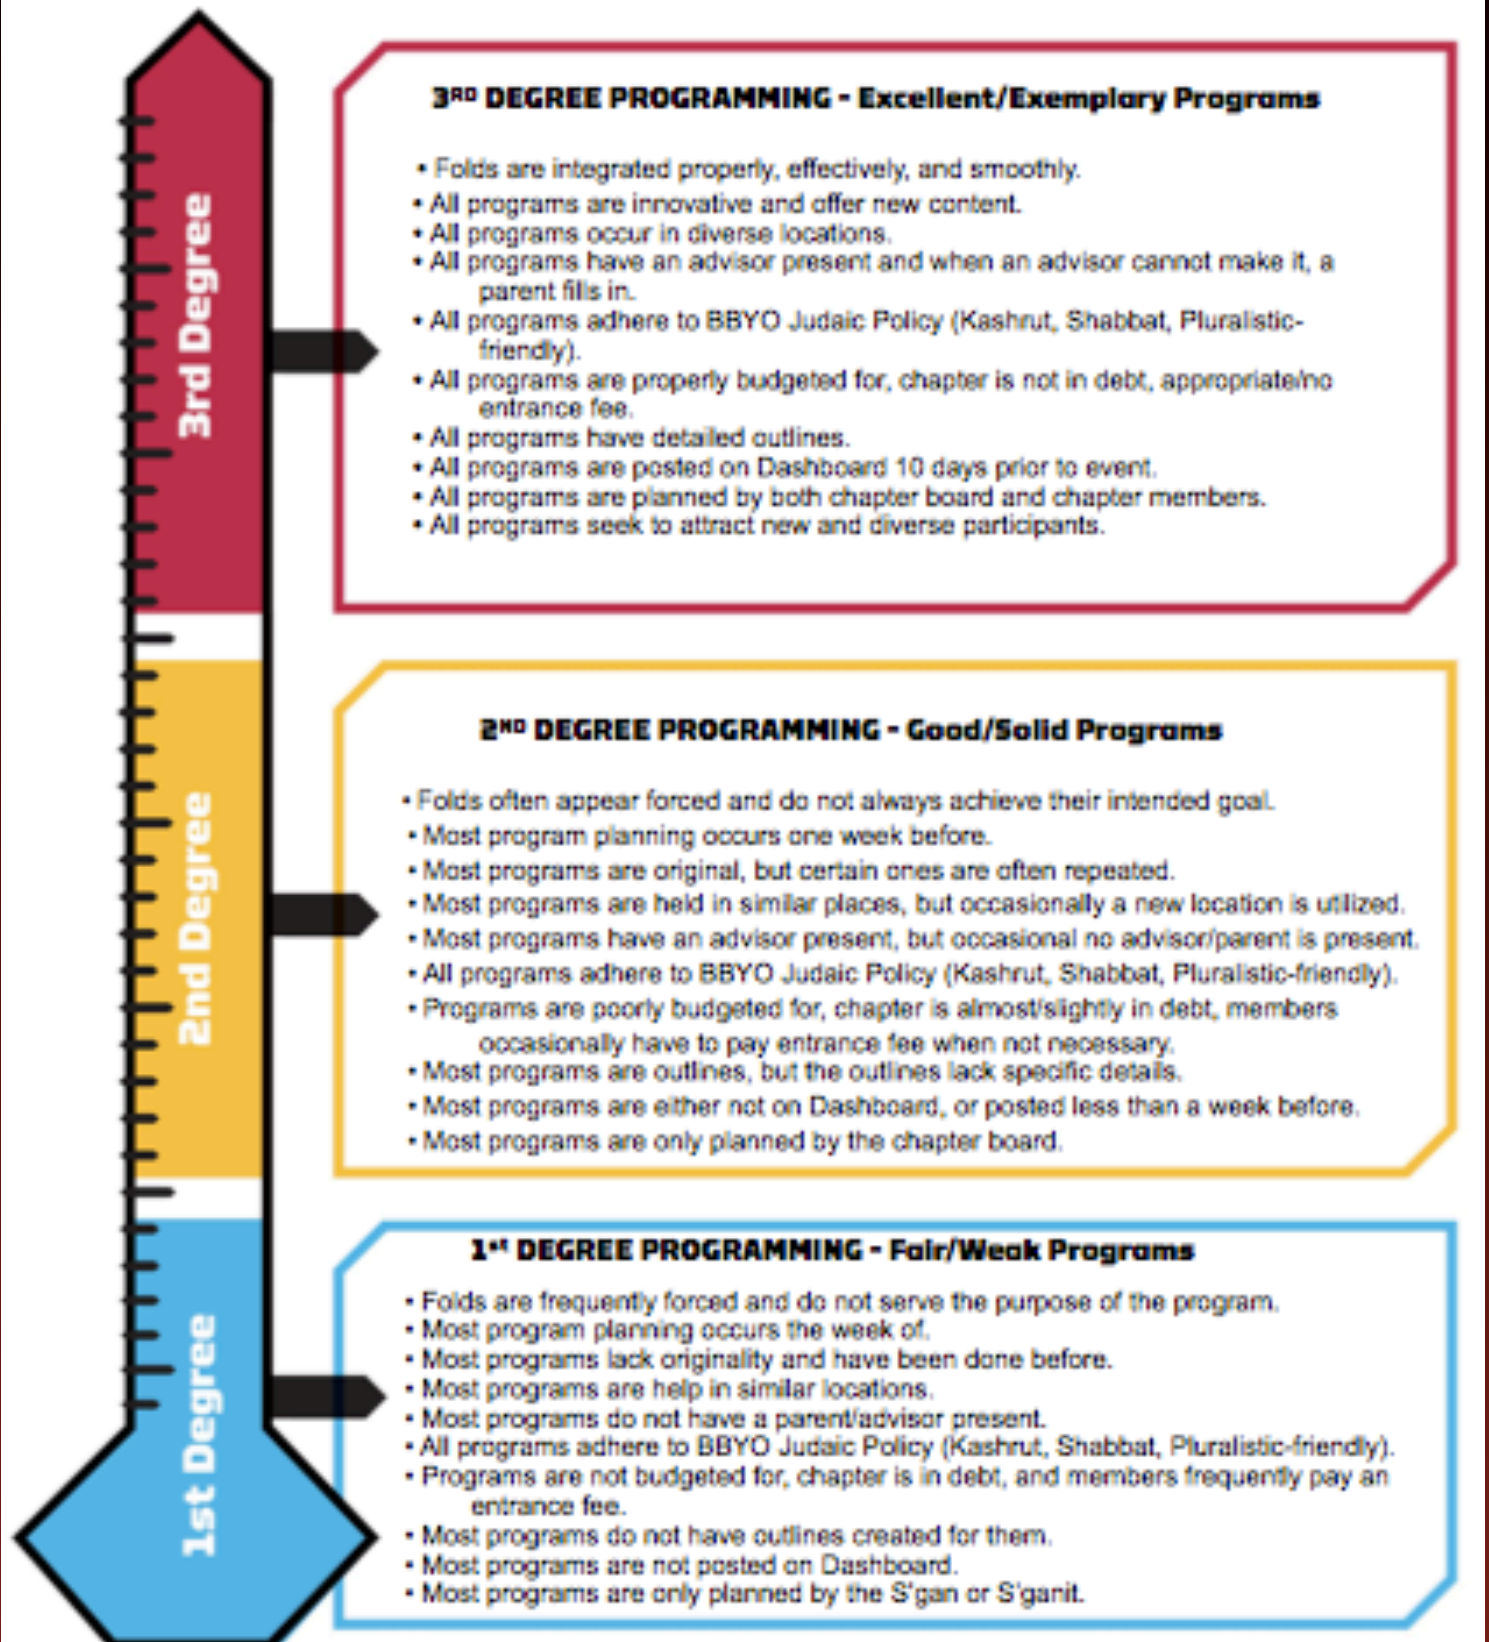 3rd Degree
3RD DEGREE PROGRAMMING - Excellent/Exemplary Programs
• Folds are integrated properly, effectively, and smoothly.
• All programs are innovative and offer new content.
• All programs occur in diverse locations.
• All programs have an advisor present and when an advisor cannot make it, a
parent fills in.
• All programs adhere to BBYO Judaic Policy (Kashrut, Shabbat, Pluralistic-
friendly).
• All programs are properly budgeted for, chapter is not in debt, appropriate/no
entrance fee.
• All programs have detailed outlines.
• All programs are posted on Dashboard 10 days prior to event.
• All programs are planned by both chapter board and chapter members.
• All programs seek to attract new and diverse participants.
2nd Degree
2ND DEGREE PROGRAMMING - Good/Solid Programs
• Folds often appear forced and do not always achieve their intended goal.
• Most program planning occurs one week before.
• Most programs are original, but certain ones are often repeated.
• Most programs are held in similar places, but occasionally a new location is utilized.
• Most programs have an advisor present, but occasional no advisor/parent is present.
• All programs adhere to BBYO Judaic Policy (Kashrut, Shabbat, Pluralistic-friendly).
• Programs are poorly budgeted for, chapter is almost/slightly in debt, members
occasionally have to pay entrance fee when not necessary.
• Most programs are outlines, but the outlines lack specific details.
• Most programs are either not on Dashboard, or posted less than a week before.
• Most programs are only planned by the chapter board.
1st Degree
1st DEGREE PROGRAMMING - Fair/Weak Programs
• Folds are frequently forced and do not serve the purpose of the program.
• Most program planning occurs the week of.
• Most programs lack originality and have been done before.
• Most programs are help in similar locations.
• Most programs do not have a parent/advisor present.
• All programs adhere to BBYO Judaic Policy (Kashrut, Shabbat, Pluralistic-friendly).
• Programs are not budgeted for, chapter is in debt, and members frequently pay an
entrance fee.
• Most programs do not have outlines created for them.
• Most programs are not posted on Dashboard.
• Most programs are only planned by the S'gan or S'ganit.